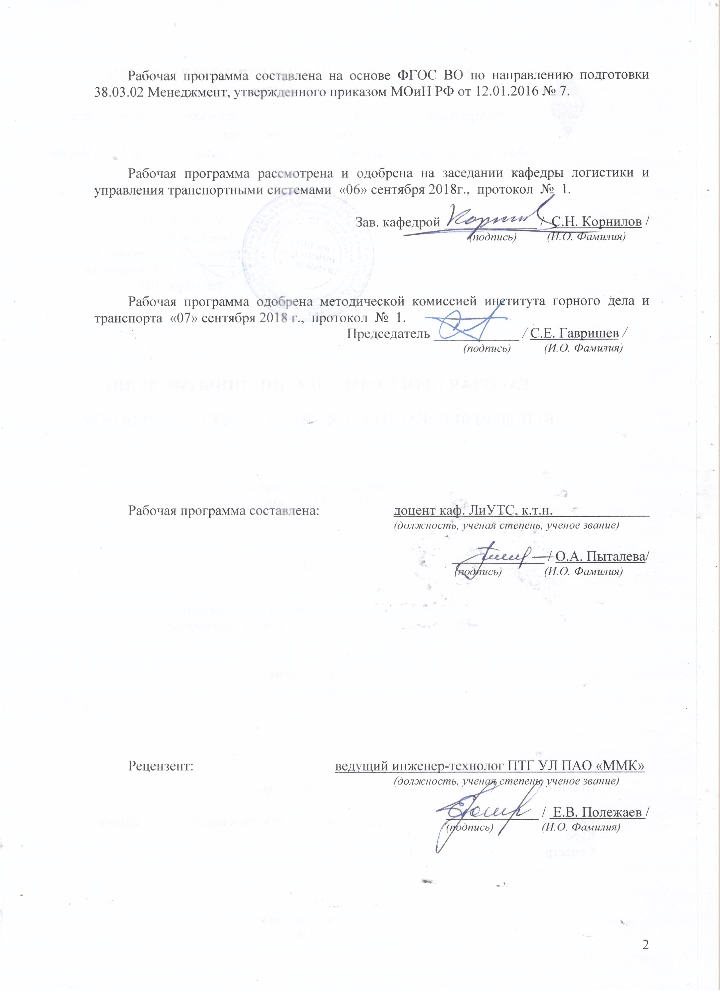 Рабочая программа составлена на основе ФГОС ВО по направлению подготовки
38.03.02 Менеджмент, утвержденного приказом МОиН РФ от 12.01.2016 № 7.
Рабочая программа рассмотрена и одобрена на заседании кафедры логистики и
управления транспортными системами «06» сентября 2018г., протокол № 1.
Зав. кафедрой ____________ / С.Н. Корнилов /
(подпись) (И.О. Фамилия)
Рабочая программа одобрена методической комиссией института горного дела и
транспорта «07» сентября 2018 г., протокол № 1.
Председатель ____________ / С.Е. Гавришев /
(подпись) (И.О. Фамилия)
Рабочая программа составлена: доцент каф. ЛиУТС, к.т.н.
(должность, ученая степень, ученое звание)
____________ / О.А. Пыталева/
(подпись) (И.О. Фамилия)
Рецензент: ведущий инженер-технолог ПТГ УЛ ПАО «ММК»
(должность, ученая степень, ученое звание)
____________ / Е.В. Полежаев /
(подпись) (И.О. Фамилия)
2